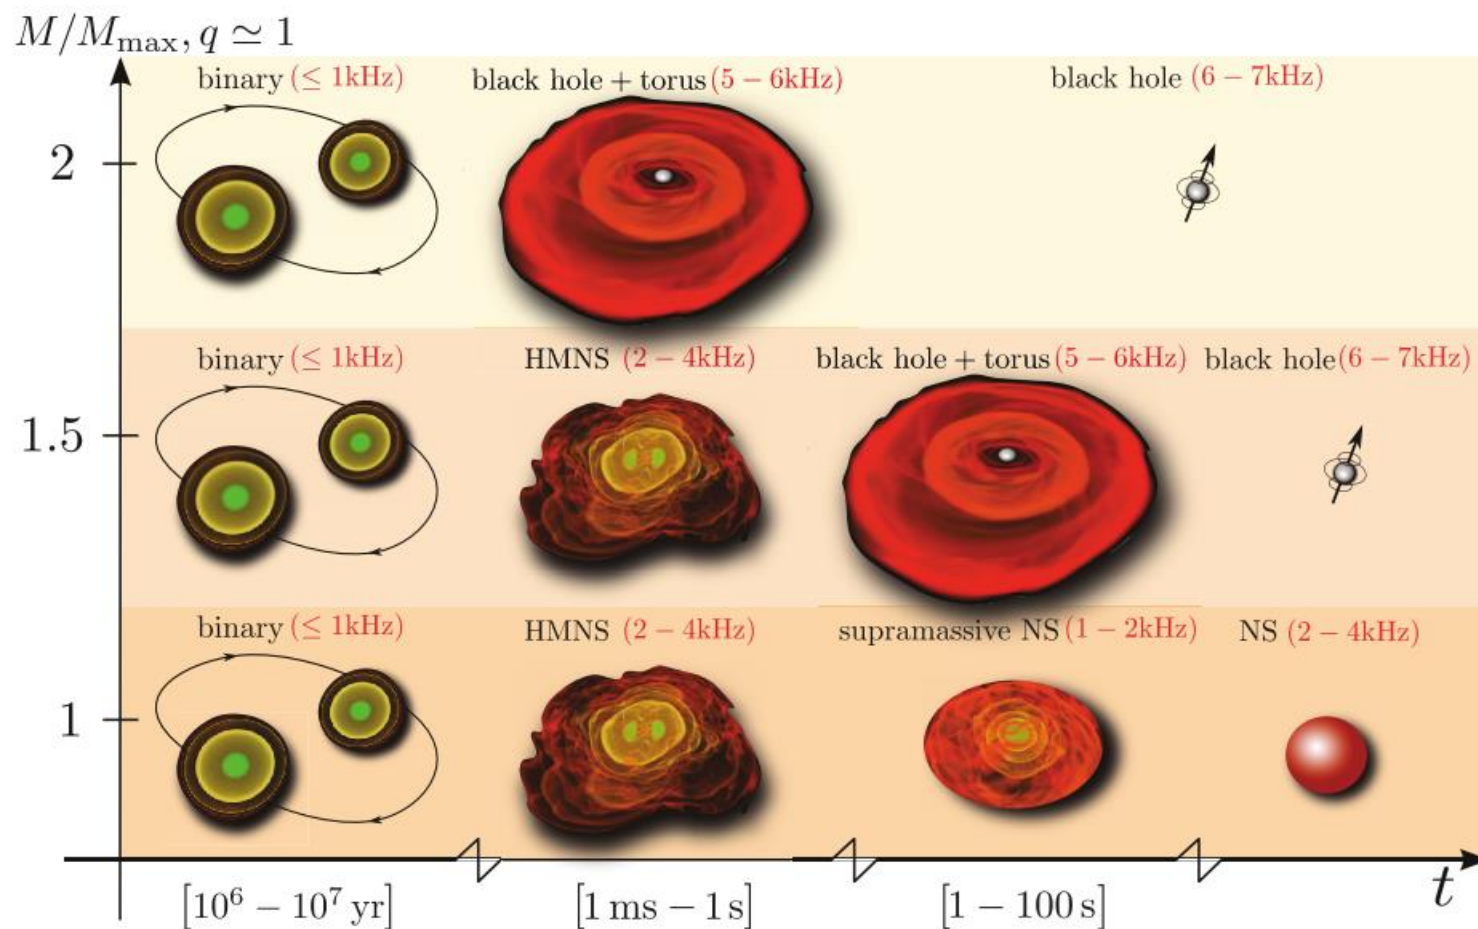 M/M_max, q ≃ 1
binary (≤ 1kHz) black hole + torus (5 − 6kHz) black hole (6 − 7kHz)
2
binary (≤ 1kHz) HMNS (2 − 4kHz) black hole + torus (5 − 6kHz) black hole (6 − 7kHz)
1.5
binary (≤ 1kHz) HMNS (2 − 4kHz) supramassive NS (1 − 2kHz) NS (2 − 4kHz)
1
[10⁶ − 10⁷ yr] [1 ms − 1 s] [1 − 100 s] t